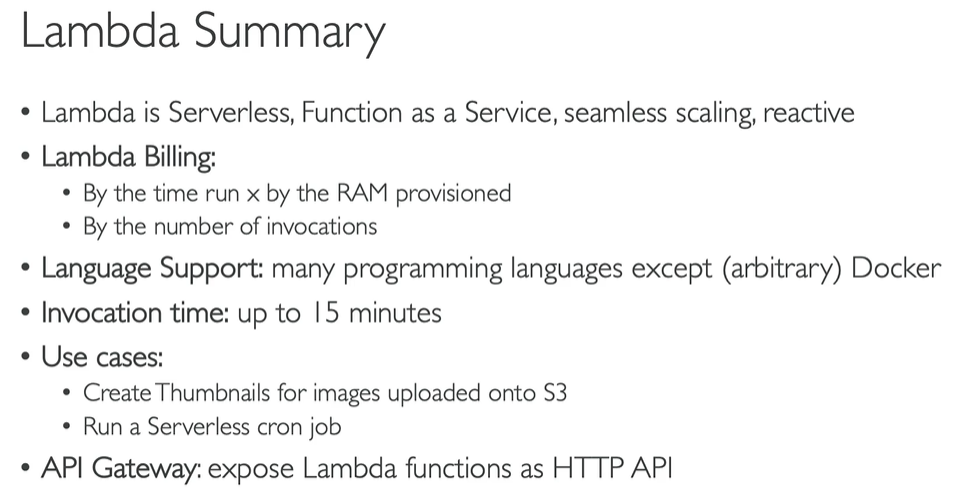 Lambda Summary
• Lambda is Serverless, Function as a Service, seamless scaling, reactive
• Lambda Billing:
• By the time run x by the RAM provisioned
• By the number of invocations
• Language Support: many programming languages except (arbitrary) Docker
• Invocation time: up to 15 minutes
• Use cases:
• Create Thumbnails for images uploaded onto S3
• Run a Serverless cron job
• API Gateway: expose Lambda functions as HTTP API